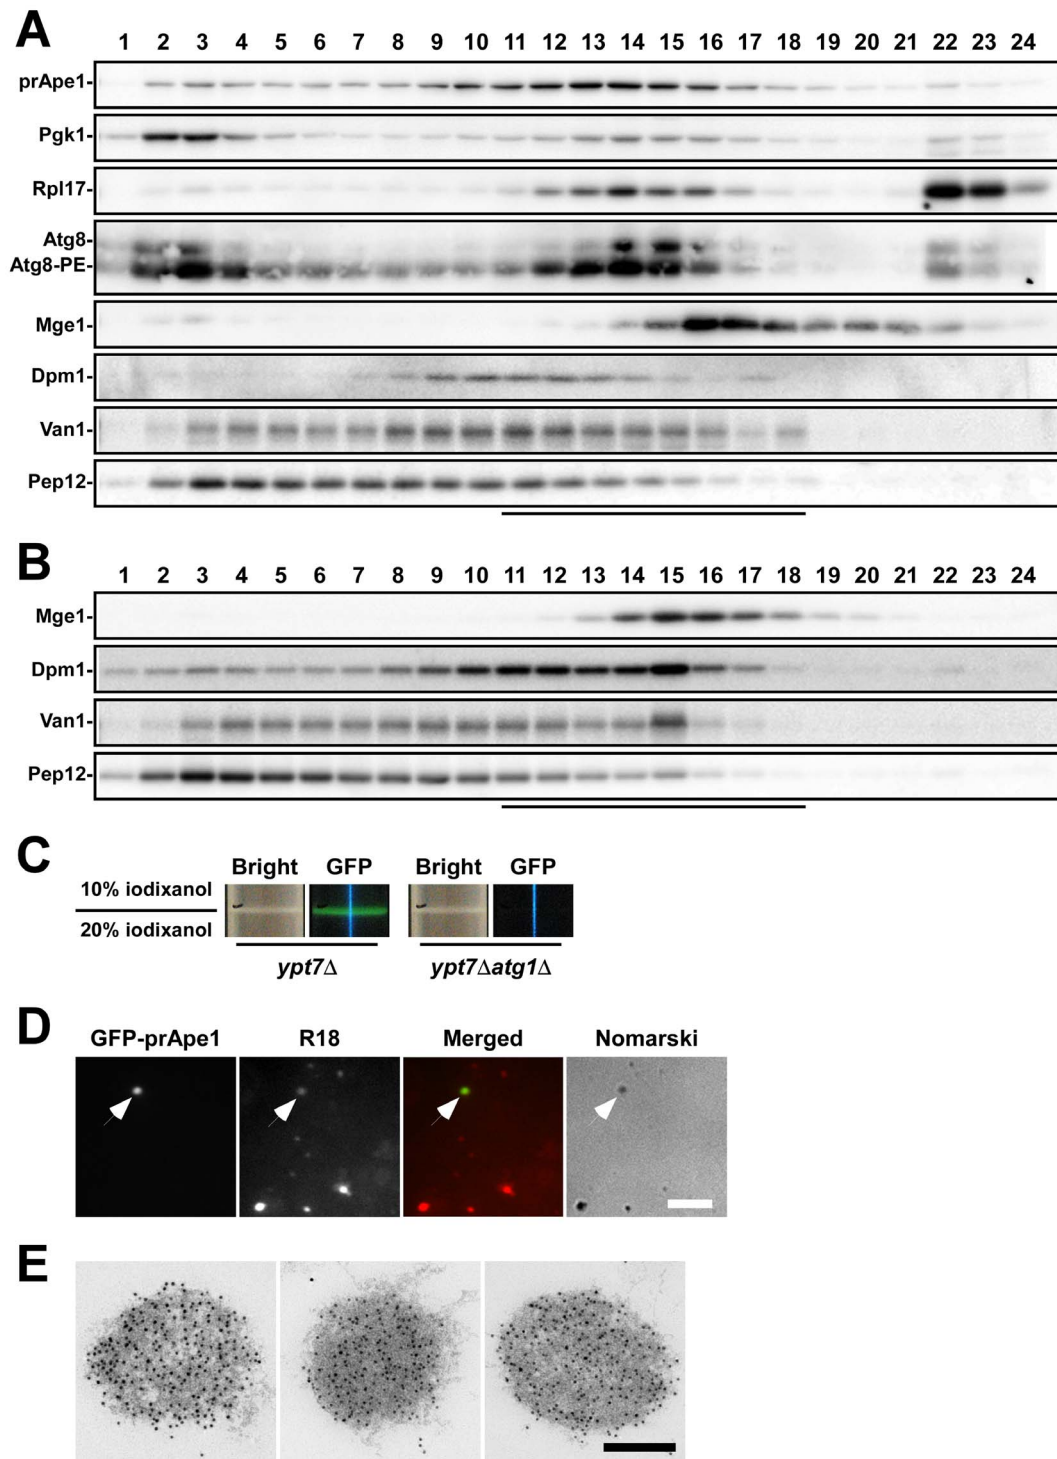 A
1 2 3 4 5 6 7 8 9 10 11 12 13 14 15 16 17 18 19 20 21 22 23 24
prApe1-
Pgk1-
Rpl17-
Atg8-
Atg8-PE-
Mge1-
Dpm1-
Van1-
Pep12-
B
1 2 3 4 5 6 7 8 9 10 11 12 13 14 15 16 17 18 19 20 21 22 23 24
Mge1-
Dpm1-
Van1-
Pep12-
C
Bright GFP Bright GFP
10% iodixanol
20% iodixanol
ypt7Δ ypt7Δatg1Δ
D
GFP-prApe1 R18 Merged Nomarski
E